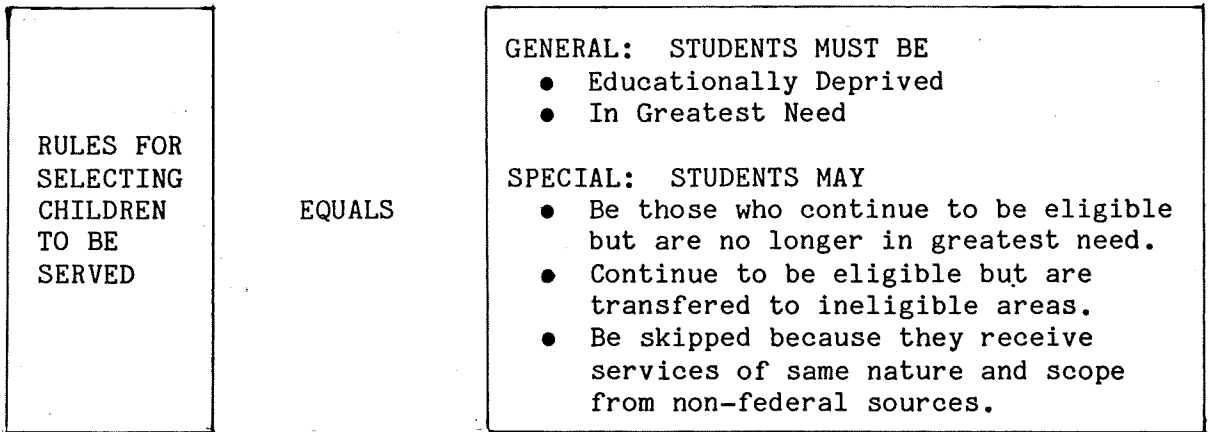 RULES FOR
SELECTING
CHILDREN
TO BE
SERVED
EQUALS
GENERAL: STUDENTS MUST BE
● Educationally Deprived
● In Greatest Need
SPECIAL: STUDENTS MAY
● Be those who continue to be eligible
but are no longer in greatest need.
● Continue to be eligible but are
transfered to ineligible areas.
● Be skipped because they receive
services of same nature and scope
from non-federal sources.